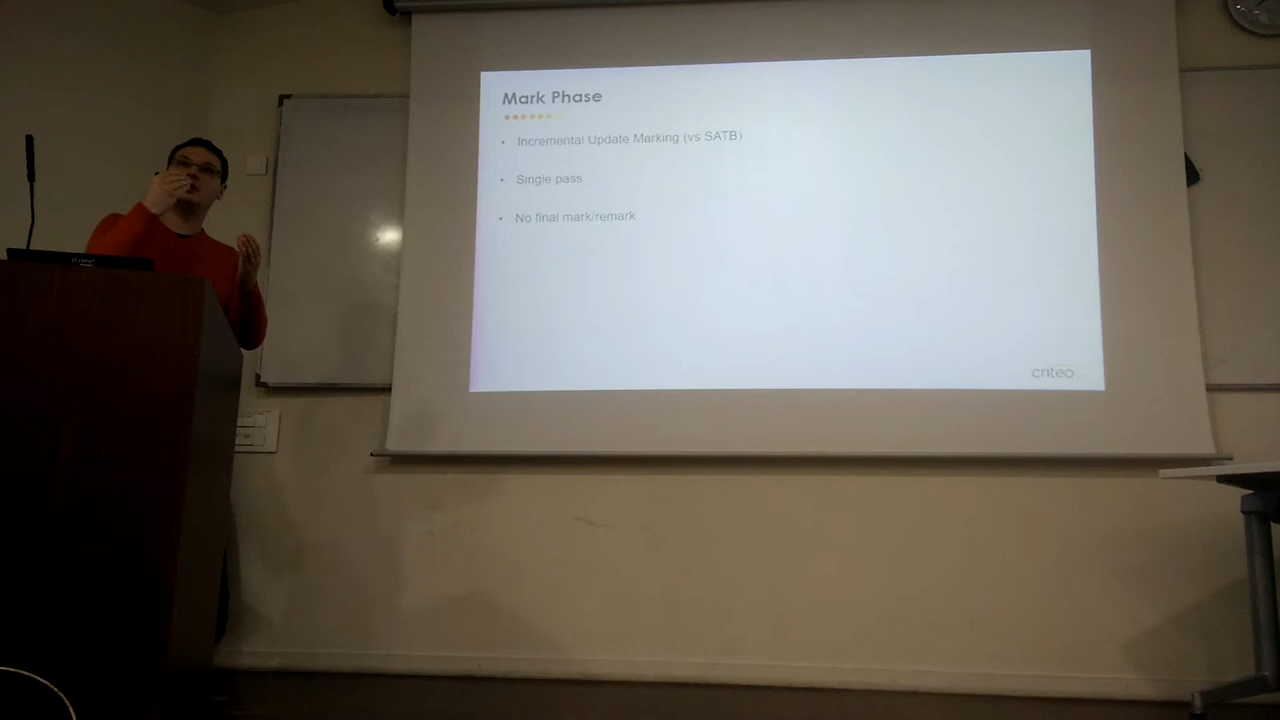 Mark Phase
• Incremental Update Marking (vs SATB)
• Single pass
• No final mark/remark
criteo